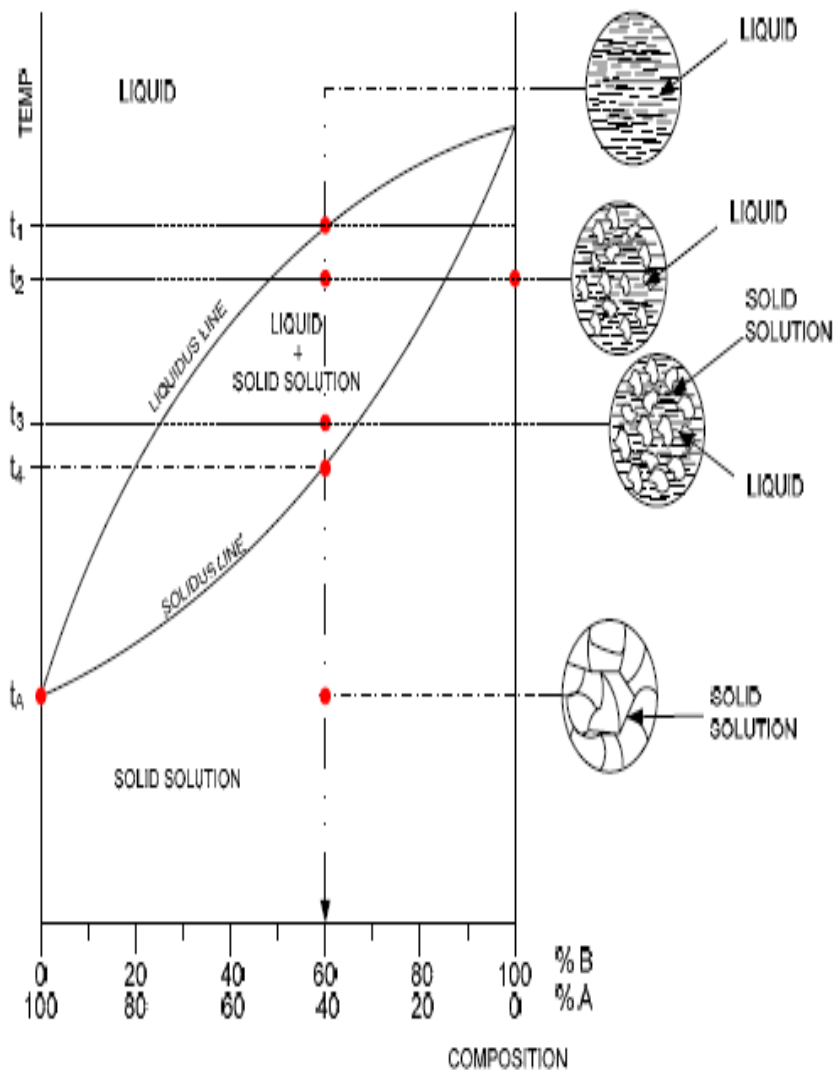 LIQUID
TEMP
LIQUID
t1
LIQUID
t2
SOLID
SOLUTION
LIQUIDUS LINE
LIQUID
+
SOLID SOLUTION
t3
t4
LIQUID
SOLIDUS LINE
tA
SOLID
SOLUTION
SOLID SOLUTION
0 20 40 60 80 100 % B
100 80 60 40 20 0 % A
COMPOSITION